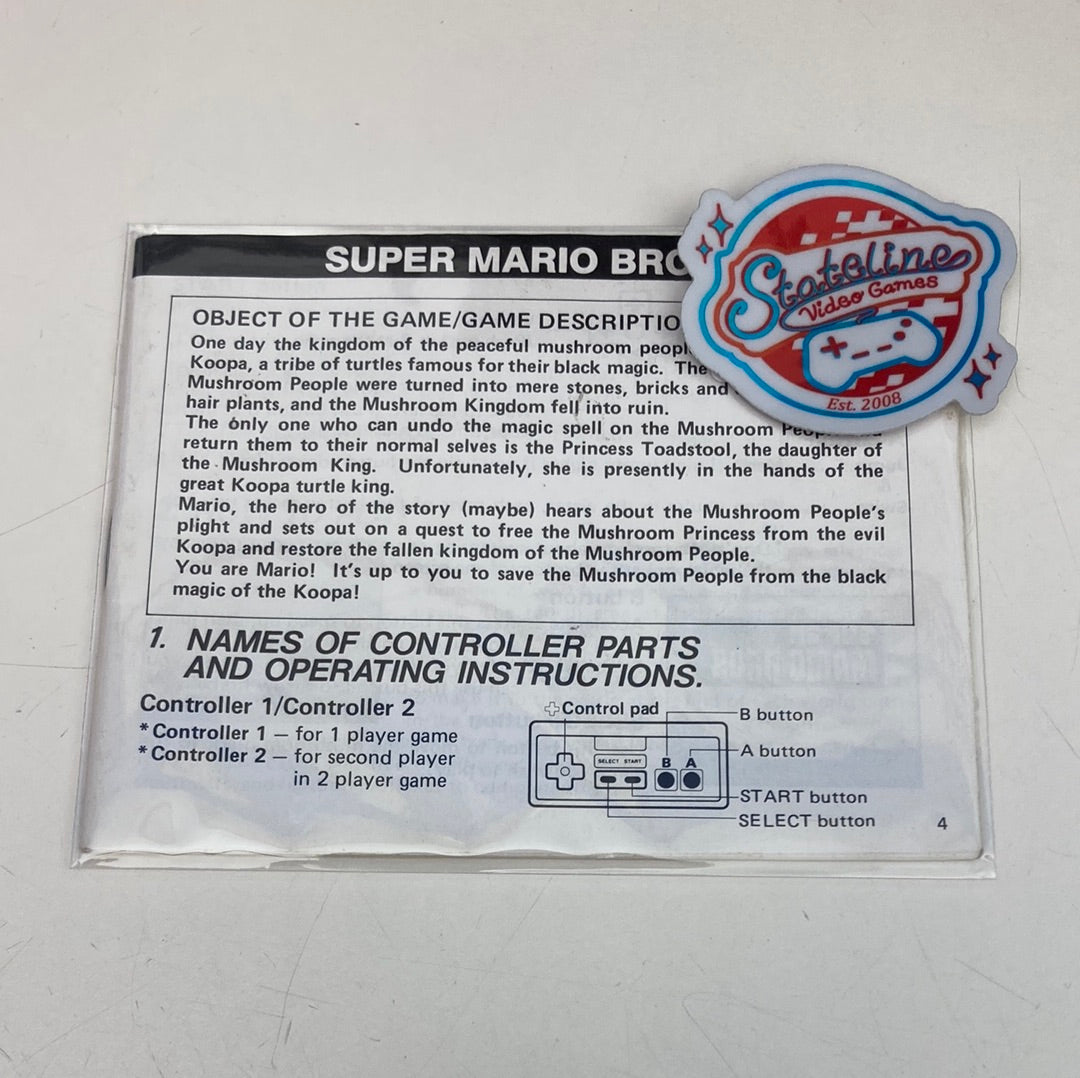 SUPER MARIO
Stateline
Video Games
Est. 2008
OBJECT OF THE GAME/GAME
One day the kingdom of the peaceful mushroom
Koopa, a tribe of turtles famous for their black magic. The
Mushroom People were turned into mere stones, bricks and
hair plants, and the Mushroom Kingdom fell into ruin.
The only one who can undo the magic spell on the Mushroom
return them to their normal selves is the Princess Toadstool, the daughter of
the Mushroom King. Unfortunately, she is presently in the hands of the
great Koopa turtle king.
Mario, the hero of the story (maybe) hears about the Mushroom People's
plight and sets out on a quest to free the Mushroom Princess from the evil
Koopa and restore the fallen kingdom of the Mushroom People.
You are Mario! It's up to you to save the Mushroom People from the black
magic of the Koopa!
1. NAMES OF CONTROLLER PARTS
AND OPERATING INSTRUCTIONS.
Controller 1/Controller 2
*Controller 1 – for 1 player game
*Controller 2 – for second player
in 2 player game
Control pad
B button
A button
SELECT START
B A
START button
SELECT button
4